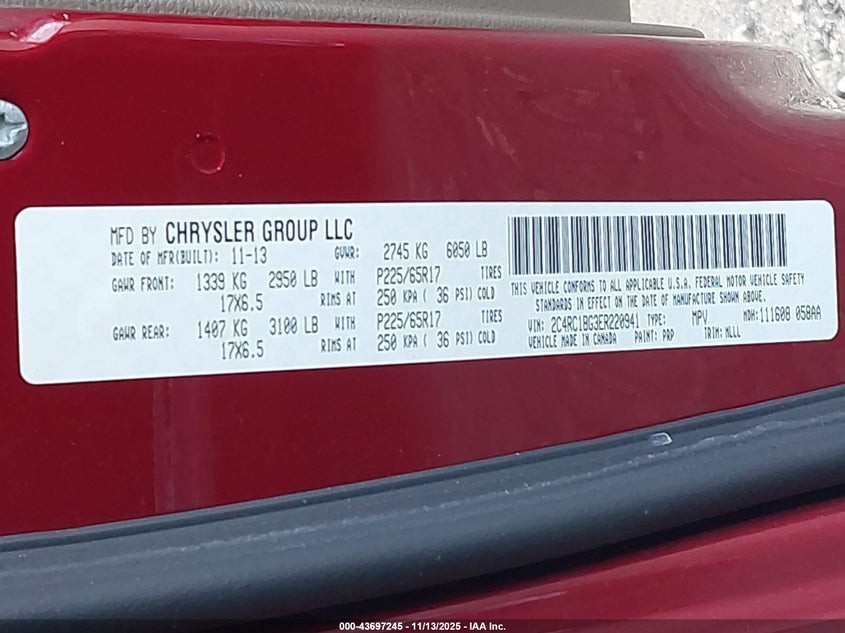 MFD BY CHRYSLER GROUP LLC
DATE OF MFR(BUILT): 11-13 GVWR: 2745 KG 6050 LB
GAWR FRONT: 1339 KG 2950 LB WITH P225/65R17 TIRES
17X6.5 RIMS AT 250 KPA ( 36 PSI) COLD
GAWR REAR: 1407 KG 3100 LB WITH P225/65R17 TIRES
17X6.5 RIMS AT 250 KPA ( 36 PSI) COLD
THIS VEHICLE CONFORMS TO ALL APPLICABLE U.S.A. FEDERAL MOTOR VEHICLE SAFETY
STANDARDS IN EFFECT ON THE DATE OF MANUFACTURE SHOWN ABOVE.
VIN: 2C4RC1BG3ER220941 TYPE: MPV MDH: 111608 058AA
VEHICLE MADE IN CANADA PAINT: PRP TRIM: MLLL
000-43697245 - 11/13/2025 - IAA Inc.